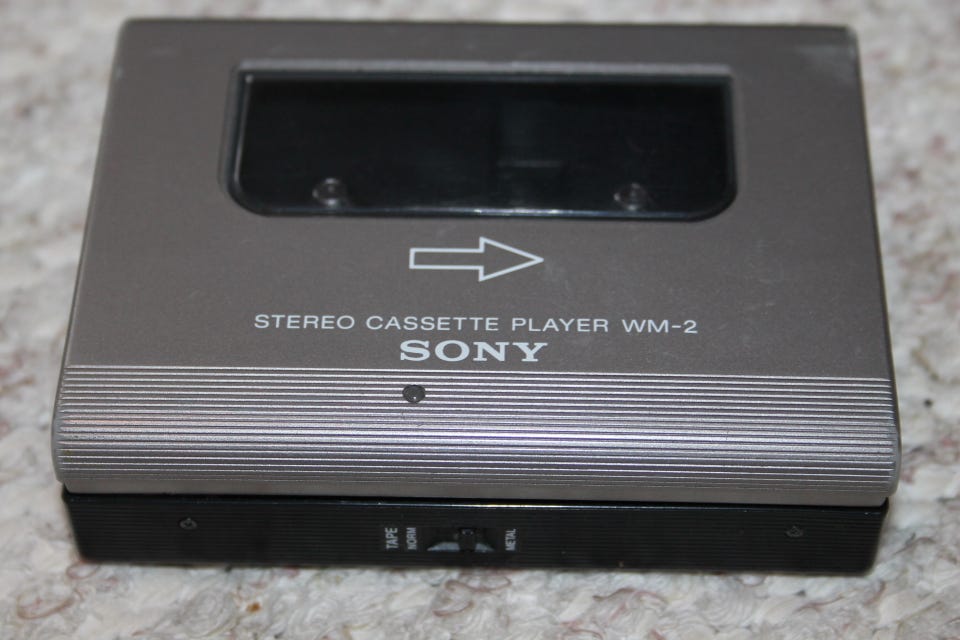 STEREO CASSETTE PLAYER WM-2
SONY
TAPE
NORM
METAL